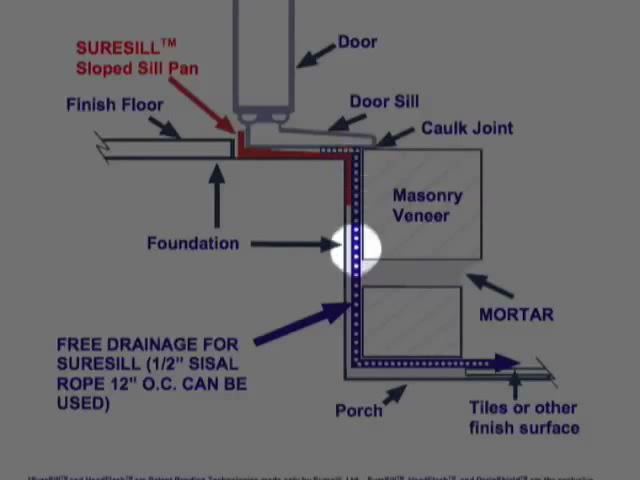 SURESILL™
Sloped Sill Pan
Door
Finish Floor
Door Sill
Caulk Joint
Masonry
Veneer
Foundation
MORTAR
FREE DRAINAGE FOR
SURESILL (1/2” SISAL
ROPE 12” O.C. CAN BE
USED)
Porch
Tiles or other
finish surface